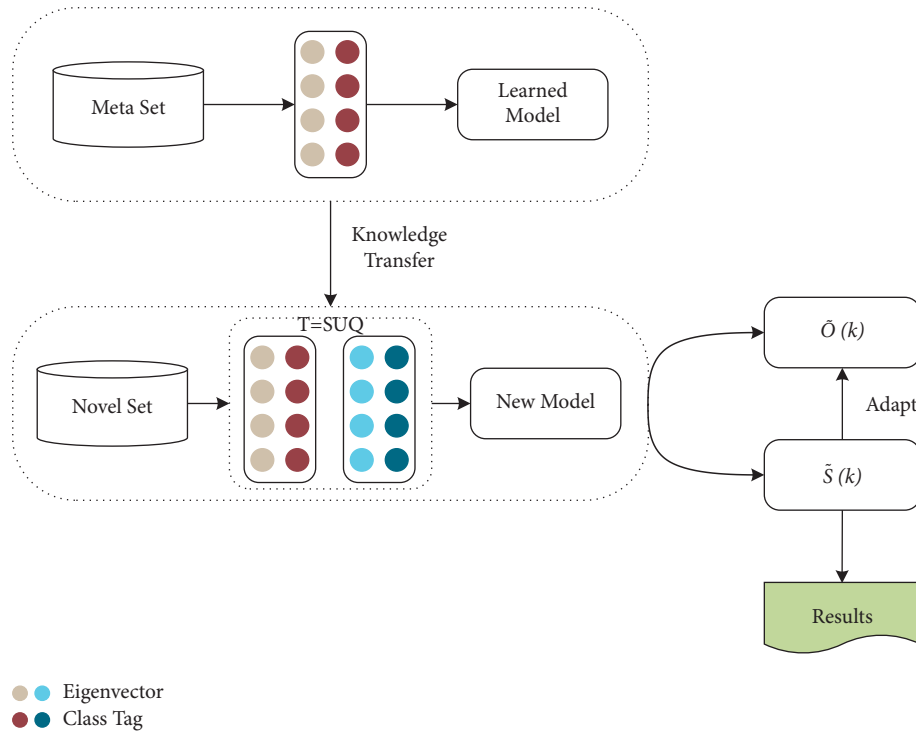 Meta Set
Learned
Model
Knowledge
Transfer
T=SUQ
Novel Set
New Model
Õ (k)
Adapt
S̃ (k)
Results
Eigenvector
Class Tag